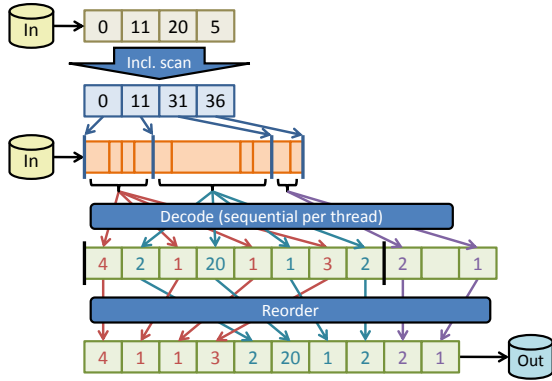 In 0 11 20 5
Incl. scan
0 11 31 36
In
Decode (sequential per thread)
4 2 1 20 1 1 3 2 2 1
Reorder
4 1 1 3 2 20 1 2 2 1 Out